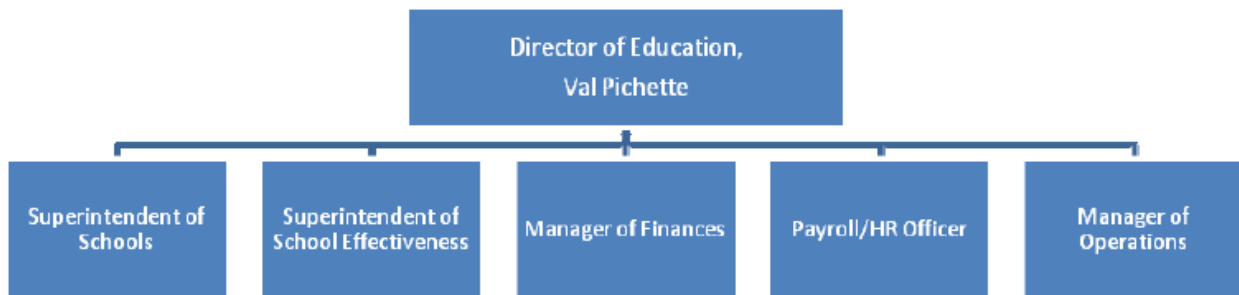 Director of Education,
Val Pichette
Superintendent of
Schools
Superintendent of
School Effectiveness
Manager of Finances
Payroll/HR Officer
Manager of
Operations